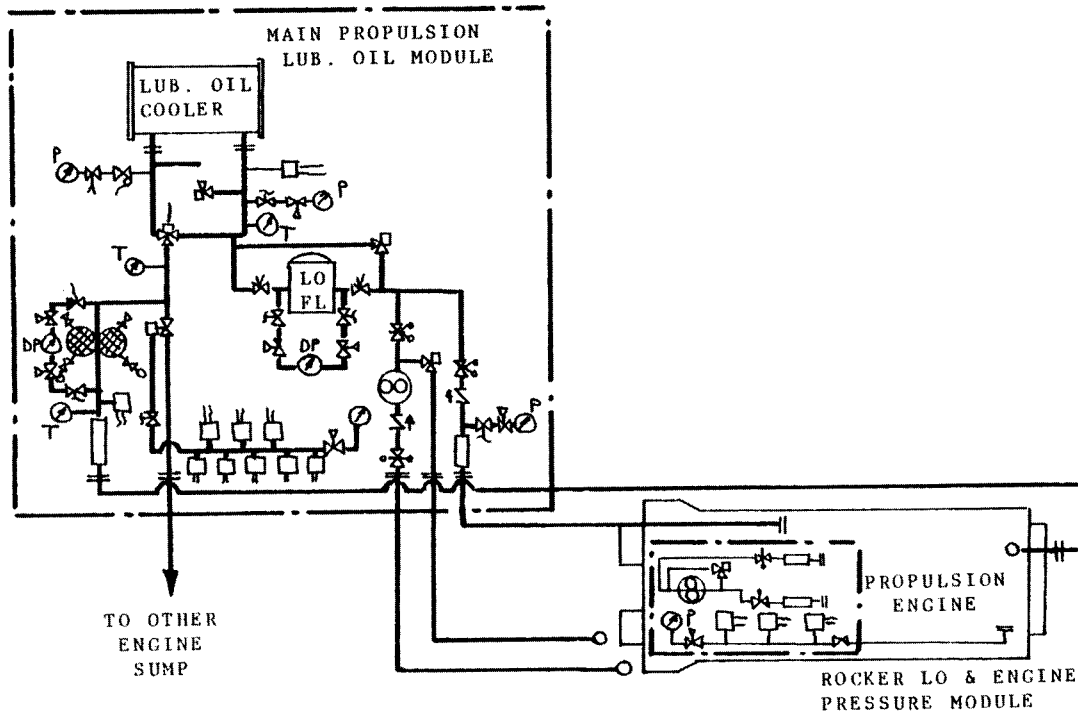 MAIN PROPULSION
LUB. OIL MODULE
LUB. OIL
COOLER
P
P
T
T
LO
FL
DP
DP
T
P
TO OTHER
ENGINE
SUMP
PROPULSION
ENGINE
P
ROCKER LO & ENGINE
PRESSURE MODULE